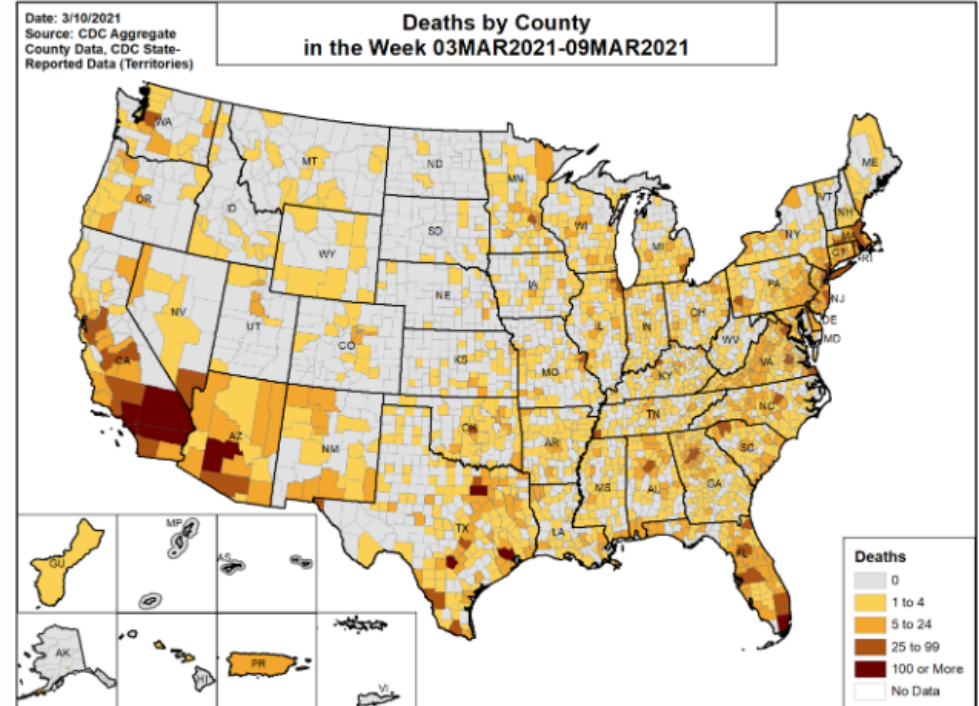 Date: 3/10/2021
Source: CDC Aggregate
County Data, CDC State-
Reported Data (Territories)
Deaths by County
in the Week 03MAR2021-09MAR2021
WA
MT
ND
MN
ME
OR
ID
SD
WI
VT
NH
WY
MI
NY
MA
CT
RI
NE
IA
PA
NJ
NV
UT
CO
IL
IN
OH
DE
MD
WV
VA
CA
KS
MO
KY
AZ
NM
OK
AR
TN
NC
SC
MS
AL
GA
TX
LA
FL
GU
MP
AS
AK
HI
PR
VI
Deaths
0
1 to 4
5 to 24
25 to 99
100 or More
No Data